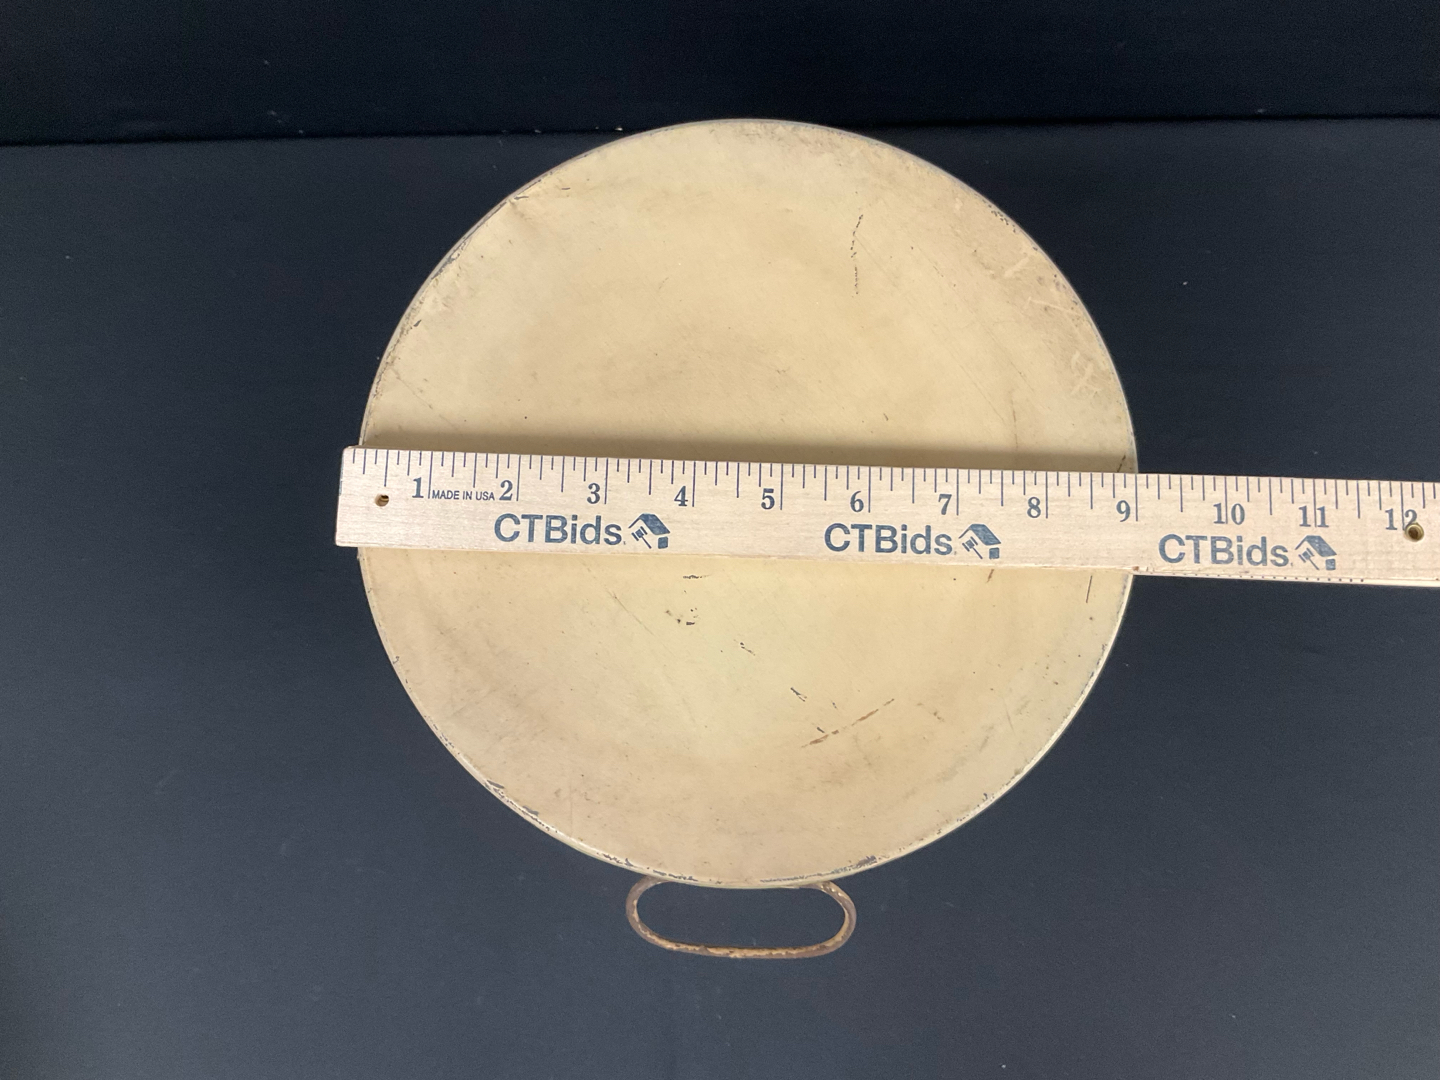 1 MADE IN USA 2 3 4 5 6 7 8 9 10 11 12
CTBids. CTBids. CTBids.